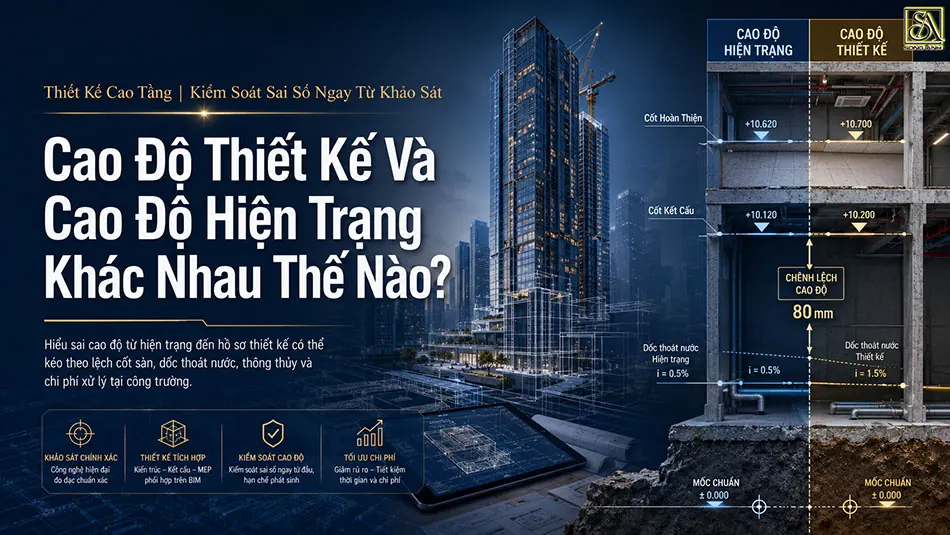 Thiết Kế Cao Tầng | Kiểm Soát Sai Số Ngay Từ Khảo Sát
Cao Độ Thiết Kế Và
Cao Độ Hiện Trạng
Khác Nhau Thế Nào?
Hiểu sai cao độ từ hiện trạng đến hồ sơ thiết kế có thể
kéo theo lệch cốt sàn, dốc thoát nước, thông thủy và
chi phí xử lý tại công trường.
KHẢO SÁT CHÍNH XÁC
Công nghệ hiện đại
đo đạc chuẩn xác
THIẾT KẾ TÍCH HỢP
Kiến trúc – Kết cấu – MEP
phối hợp trên BIM
KIỂM SOÁT CAO ĐỘ
Kiểm soát sai số ngay từ đầu,
hạn chế phát sinh
TỐI ƯU CHI PHÍ
Giảm rủ rọ – Tiết kiệm
thời gian và chi phí
CAO ĐỘ
HIỆN TRẠNG
CAO ĐỘ
THIẾT KẾ
SA
Cốt Hoàn Thiện
+10.620
+10.700
Cốt Kết Cấu
+10.120
+10.200
CHÊNH LỆCH
CAO ĐỘ
80 mm
Dốc thoát nước
Hiện trạng
i = 0.5%
i = 0.5%
Dốc thoát nước
Thiết kế
i = 1.5%
MỐC CHUẨN
± 0.000
MỐC CHUẨN
± 0.000